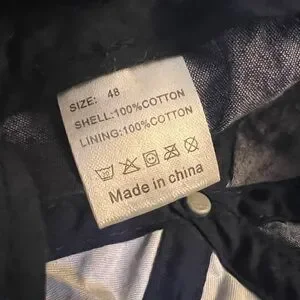 SIZE: 48
SHELL:100%COTTON
LINING:100%COTTON
Made in china